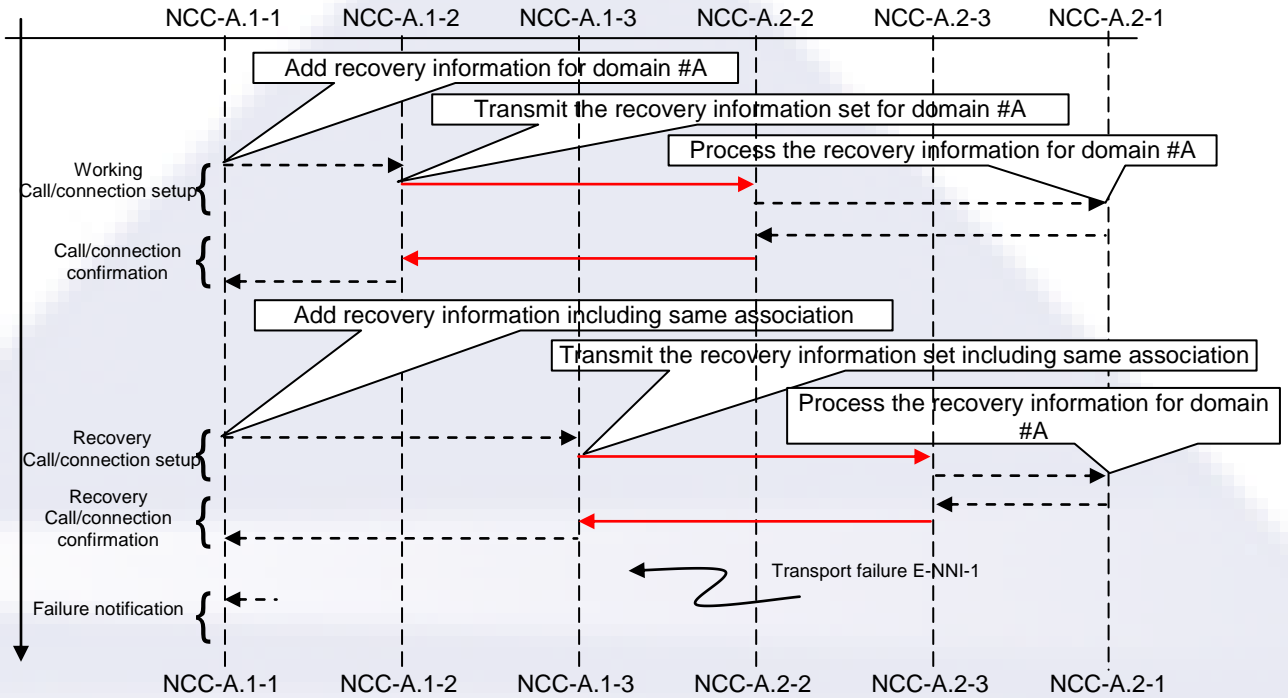 NCC-A.1-1 NCC-A.1-2 NCC-A.1-3 NCC-A.2-2 NCC-A.2-3 NCC-A.2-1
Add recovery information for domain #A
Transmit the recovery information set for domain #A
Process the recovery information for domain #A
Working
Call/connection setup
{
Call/connection
confirmation
{
Add recovery information including same association
Transmit the recovery information set including same association
Process the recovery information for domain
#A
Recovery
Call/connection setup
{
Recovery
Call/connection
confirmation
{
Transport failure E-NNI-1
Failure notification
{
NCC-A.1-1 NCC-A.1-2 NCC-A.1-3 NCC-A.2-2 NCC-A.2-3 NCC-A.2-1